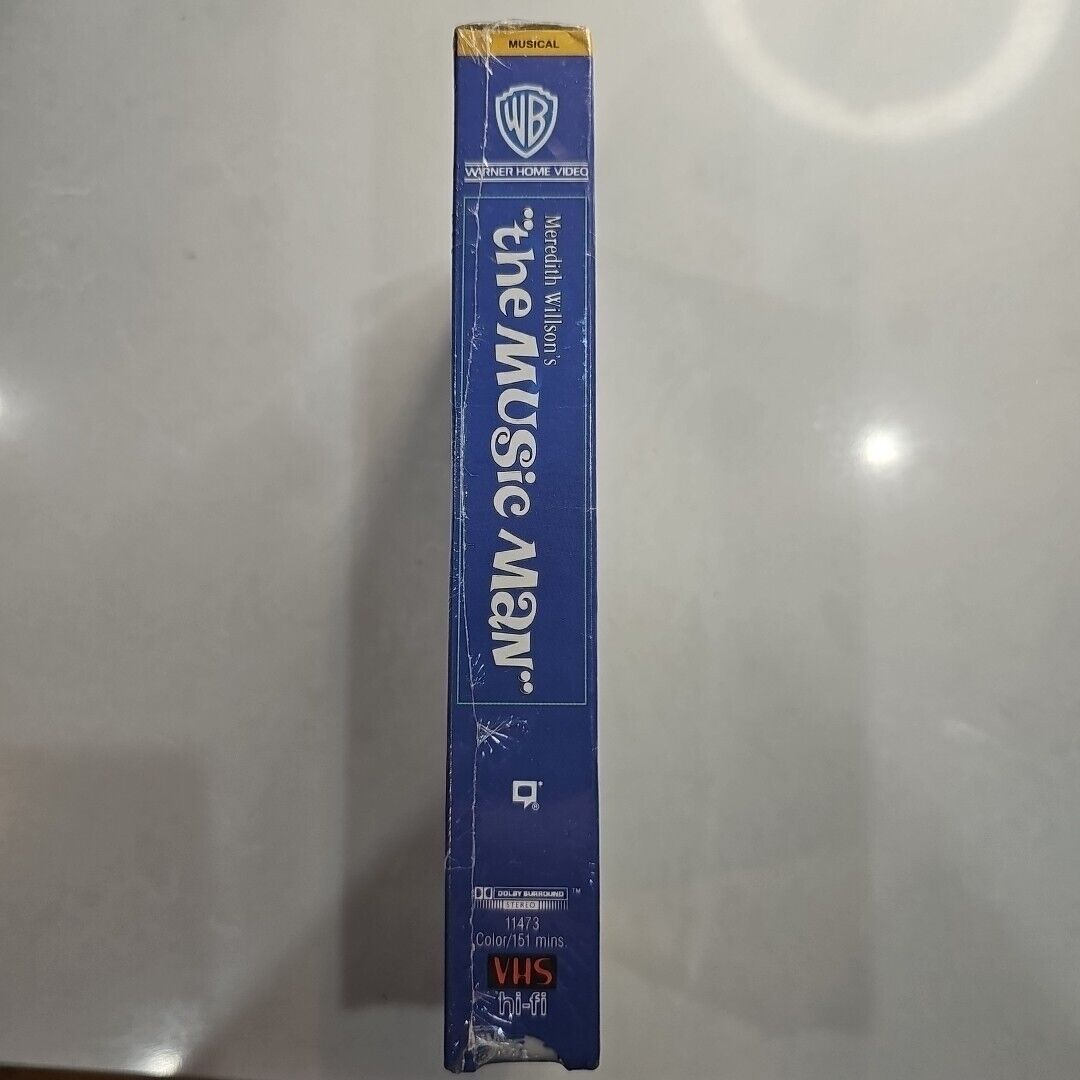 MUSICAL
WB
WARNER HOME VIDEO
Meredith Willson's
"the MUSic MaN"
®
DOLBY SURROUND ™
STEREO
11473
Color/151 mins.
VHS
hi-fi